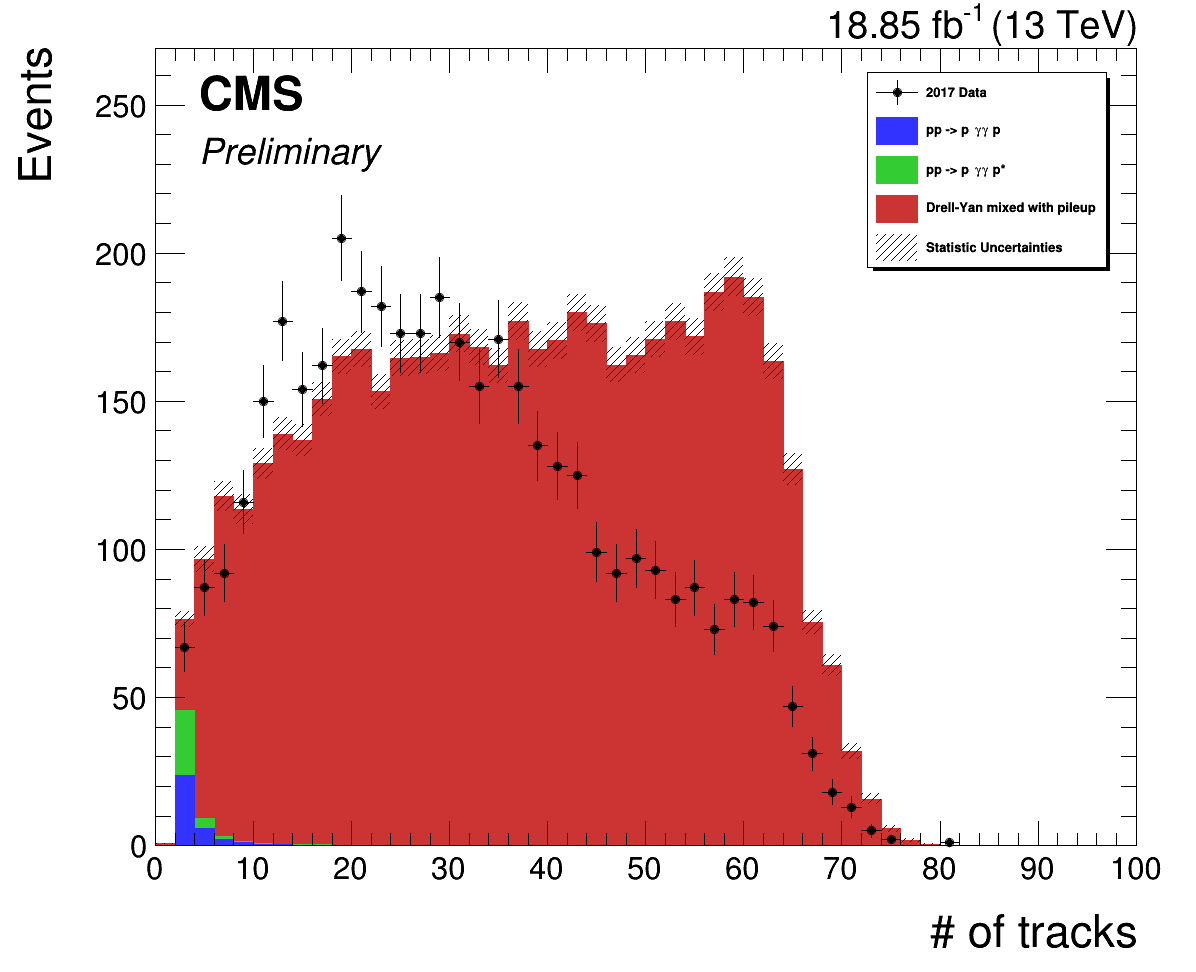 18.85 fb⁻¹ (13 TeV)
Events
CMS
Preliminary
2017 Data
pp -> p γγ p
pp -> p γγ p*
Drell-Yan mixed with pileup
Statistic Uncertainties
250
200
150
100
50
0
0 10 20 30 40 50 60 70 80 90 100
# of tracks